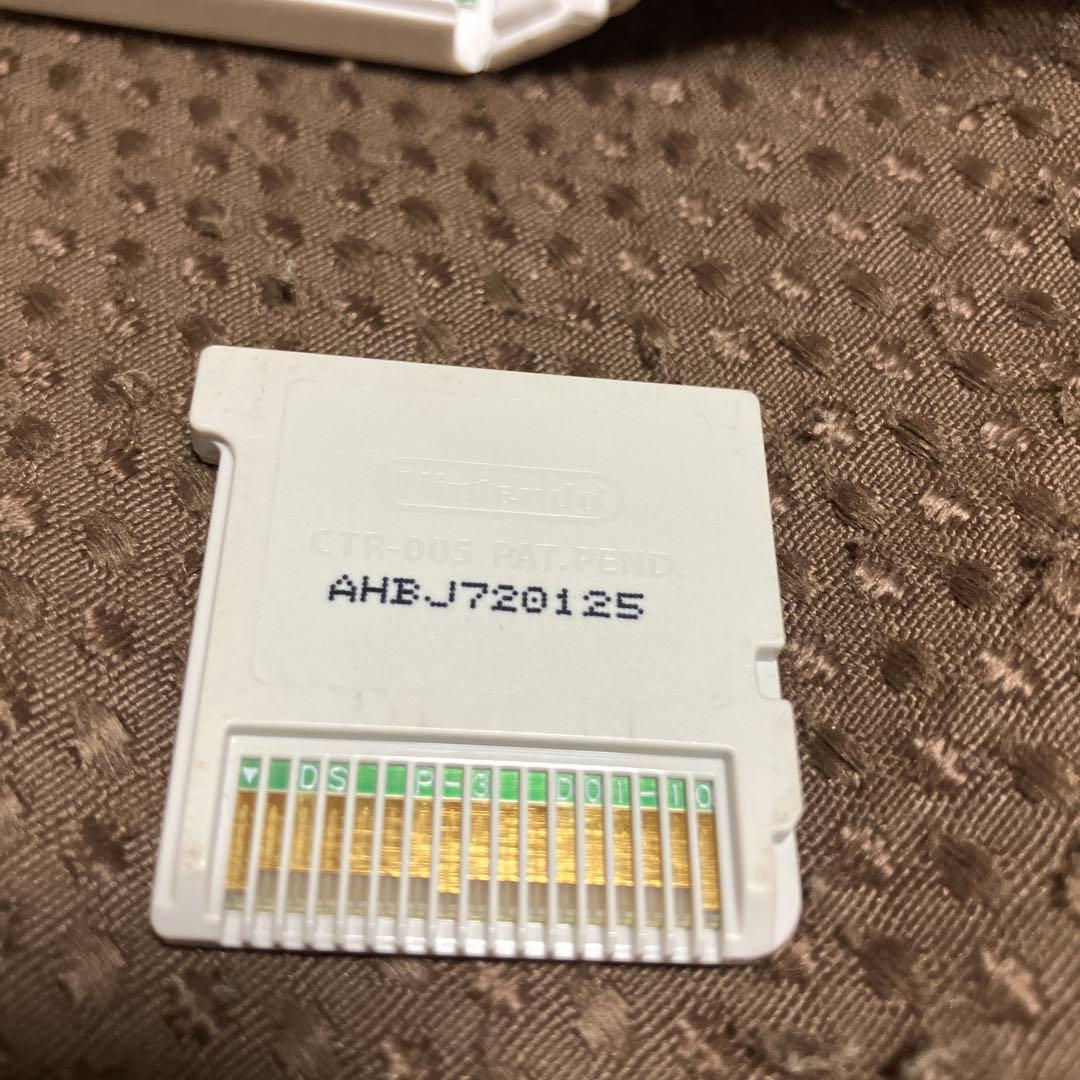 Nintendo
CTR-005 PAT.PEND.
AHBJ720125
▼ DS P-3 D01-10